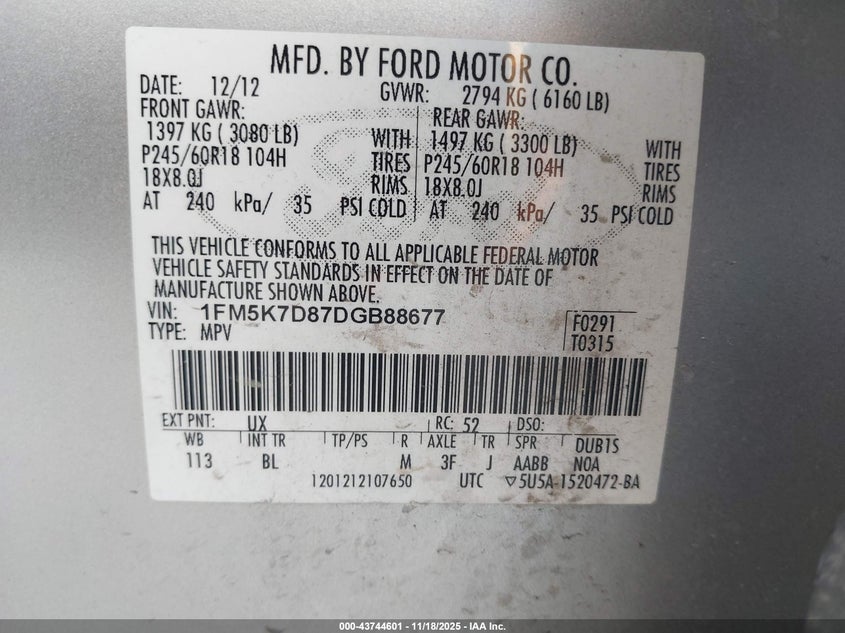 MFD. BY FORD MOTOR CO.
DATE: 12/12 GVWR: 2794 KG ( 6160 LB)
FRONT GAWR: REAR GAWR:
1397 KG ( 3080 LB) WITH 1497 KG ( 3300 LB) WITH
P245/60R18 104H TIRES P245/60R18 104H TIRES
18X8.0J RIMS 18X8.0J RIMS
AT 240 kPa/ 35 PSI COLD AT 240 kPa/ 35 PSI COLD
THIS VEHICLE CONFORMS TO ALL APPLICABLE FEDERAL MOTOR
VEHICLE SAFETY STANDARDS IN EFFECT ON THE DATE OF
MANUFACTURE SHOWN ABOVE.
VIN: 1FM5K7D87DGB88677 F0291
TYPE: MPV T0315
EXT PNT: UX RC: 52 DSO:
WB INT TR TP/PS R AXLE TR SPR DUB1S
113 BL M 3F J AABB NOA
1201212107650 UTC ▽5U5A-1520472-BA
000-43744601 - 11/18/2025 - IAA Inc.